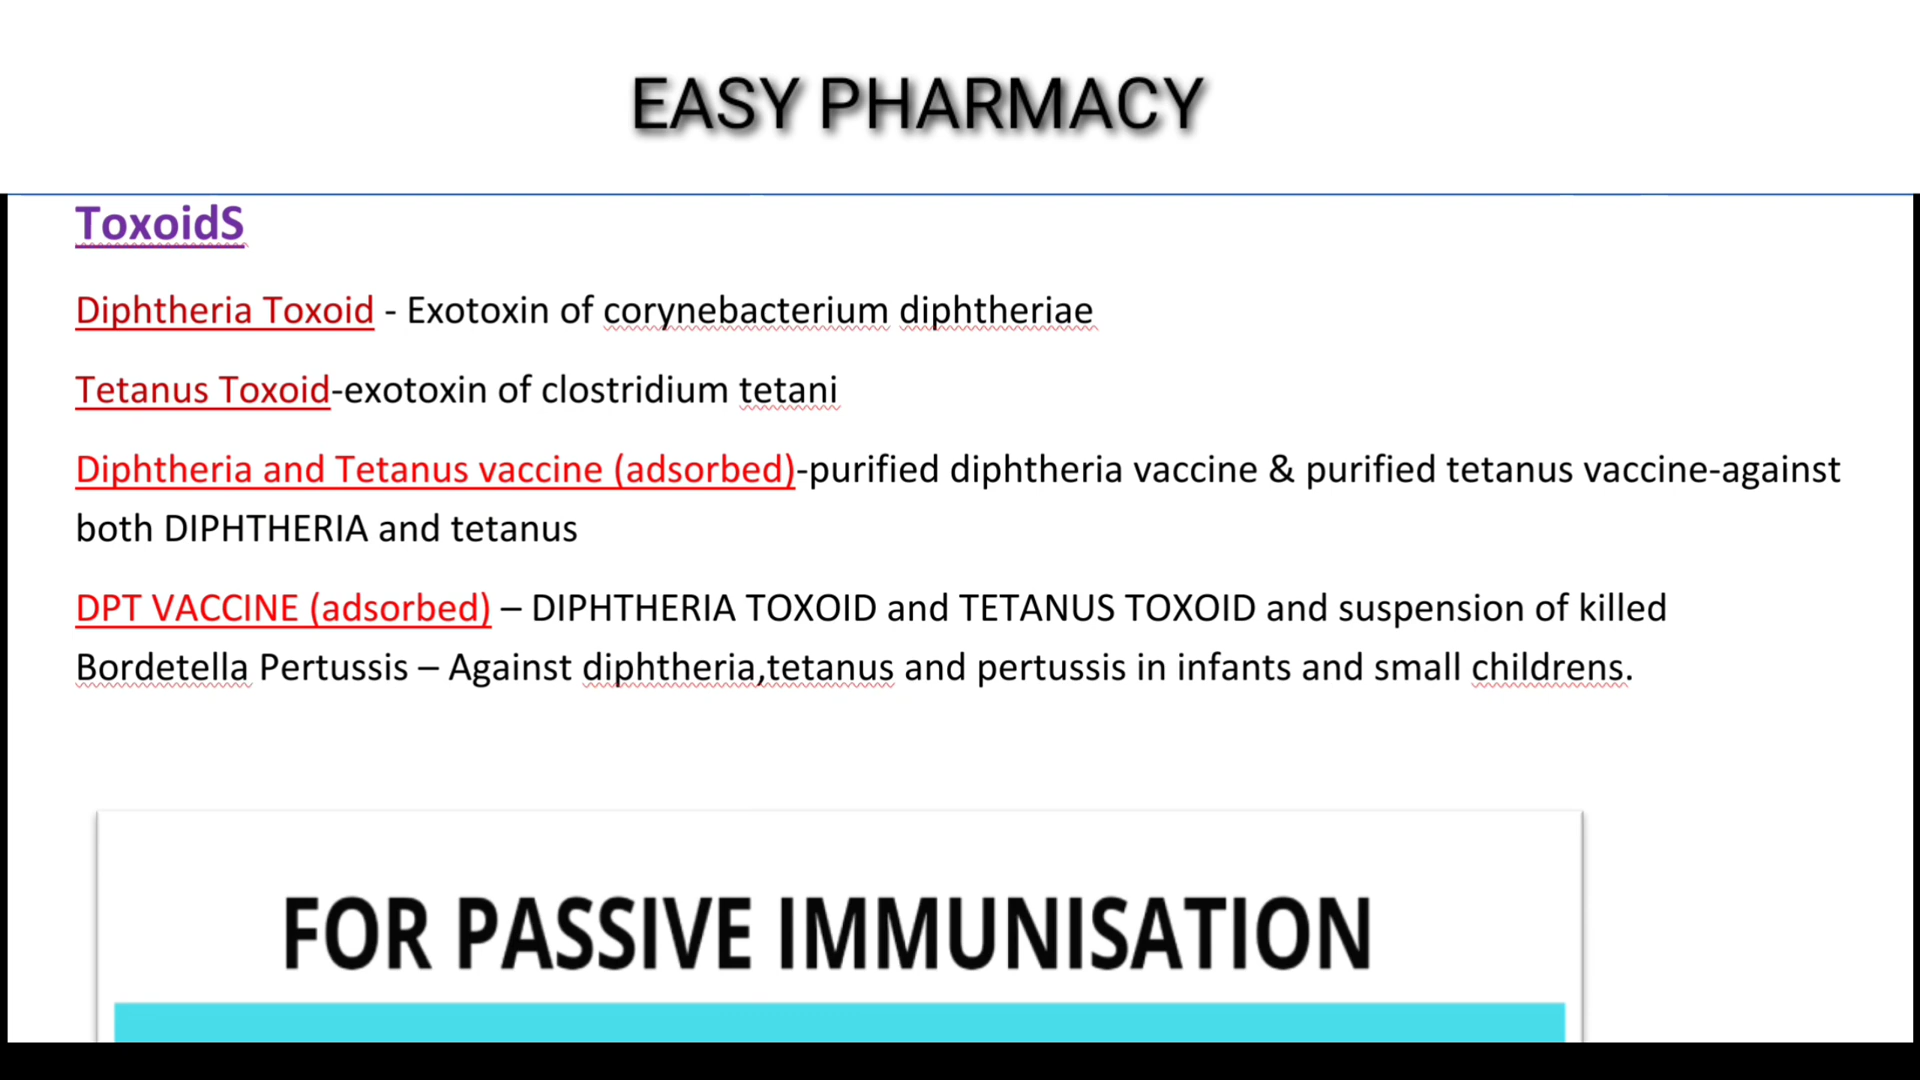 EASY PHARMACY
ToxoidS
Diphtheria Toxoid - Exotoxin of corynebacterium diphtheriae
Tetanus Toxoid-exotoxin of clostridium tetani
Diphtheria and Tetanus vaccine (adsorbed)-purified diphtheria vaccine & purified tetanus vaccine-against
both DIPHTHERIA and tetanus
DPT VACCINE (adsorbed) – DIPHTHERIA TOXOID and TETANUS TOXOID and suspension of killed
Bordetella Pertussis – Against diphtheria,tetanus and pertussis in infants and small childrens.
FOR PASSIVE IMMUNISATION